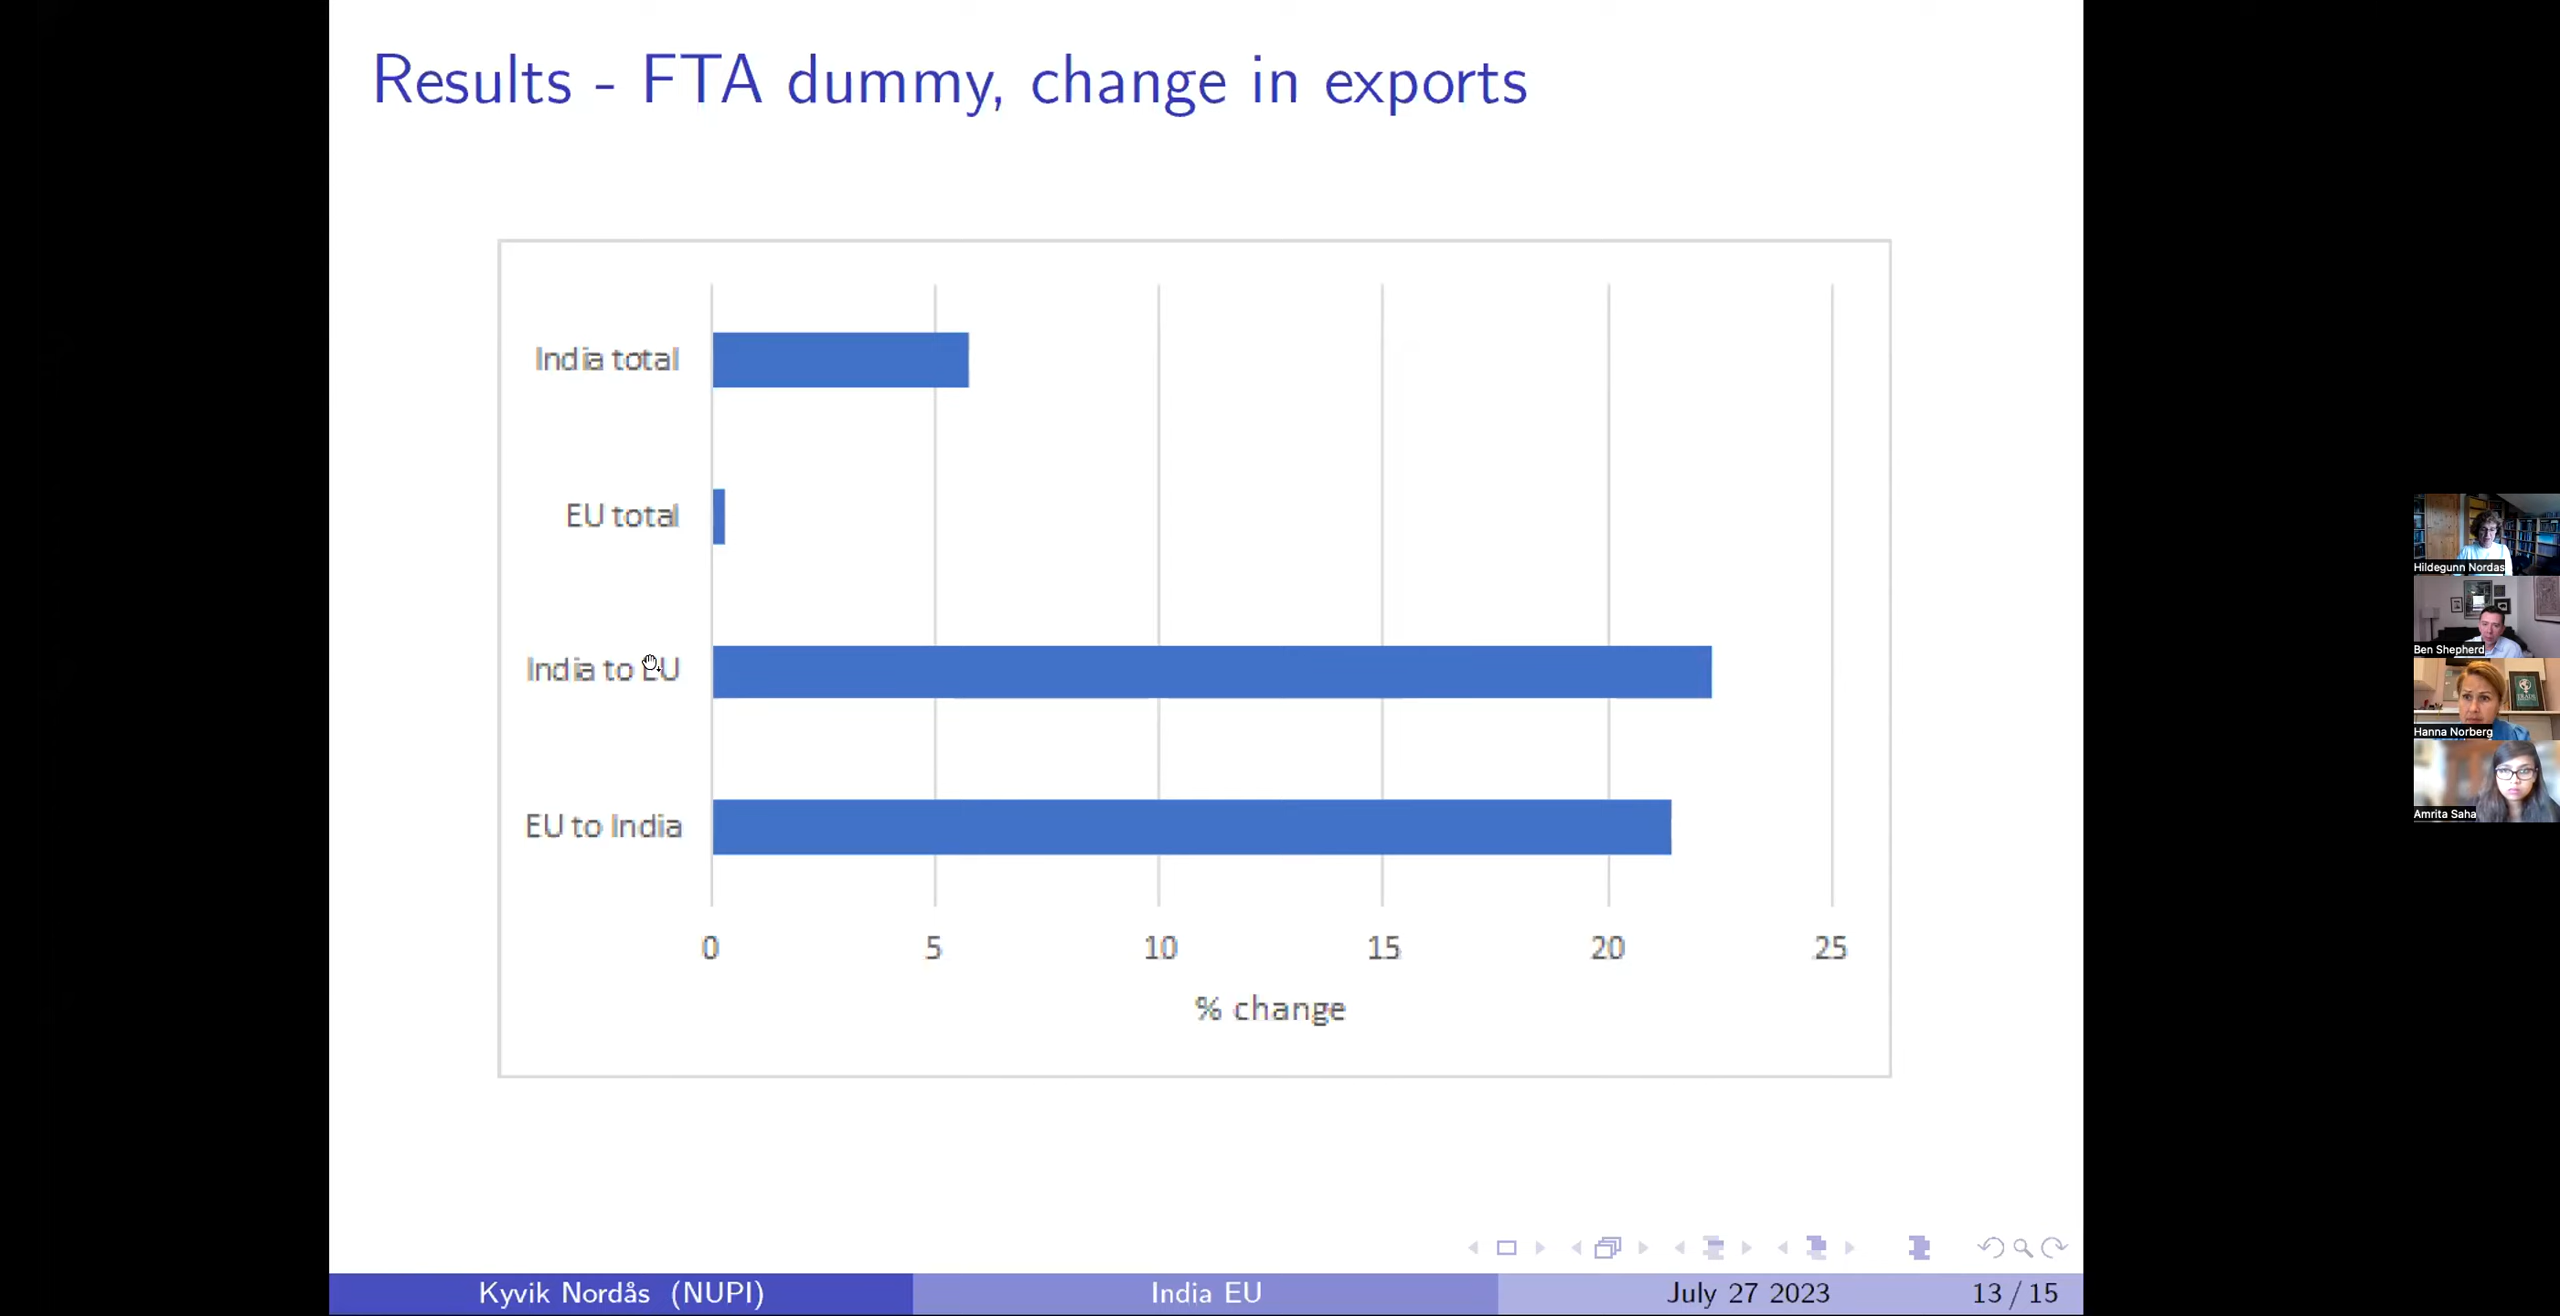 Results - FTA dummy, change in exports
India total
EU total
India to EU
EU to India
0 5 10 15 20 25
% change
Hildegunn Nordas
Ben Shepherd
Hanna Norberg
Amrita Saha
Kyvik Nordås (NUPI) India EU July 27 2023 13 / 15